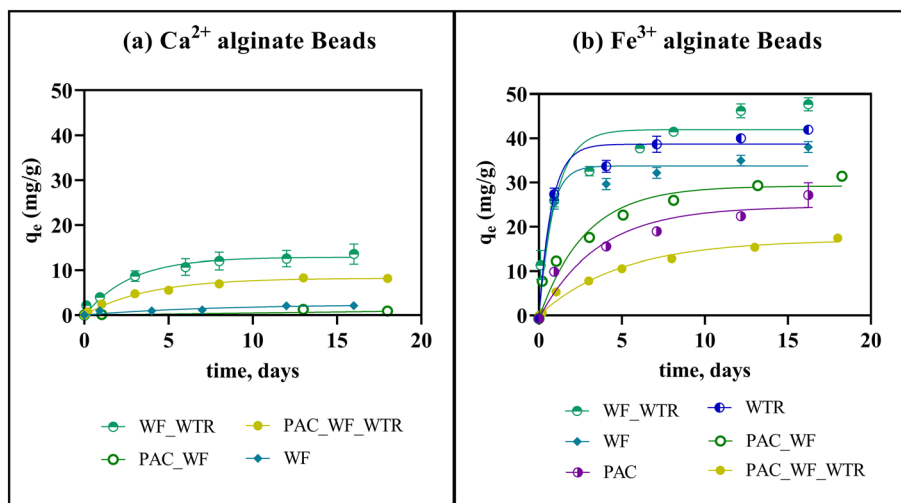 (a) Ca²⁺ alginate Beads
50
40
30
20
10
0
qe (mg/g)
0 5 10 15 20
time, days
WF_WTR PAC_WF_WTR
PAC_WF WF
(b) Fe³⁺ alginate Beads
50
40
30
20
10
0
qe (mg/g)
0 5 10 15 20
time, days
WF_WTR WTR
WF PAC_WF
PAC PAC_WF_WTR